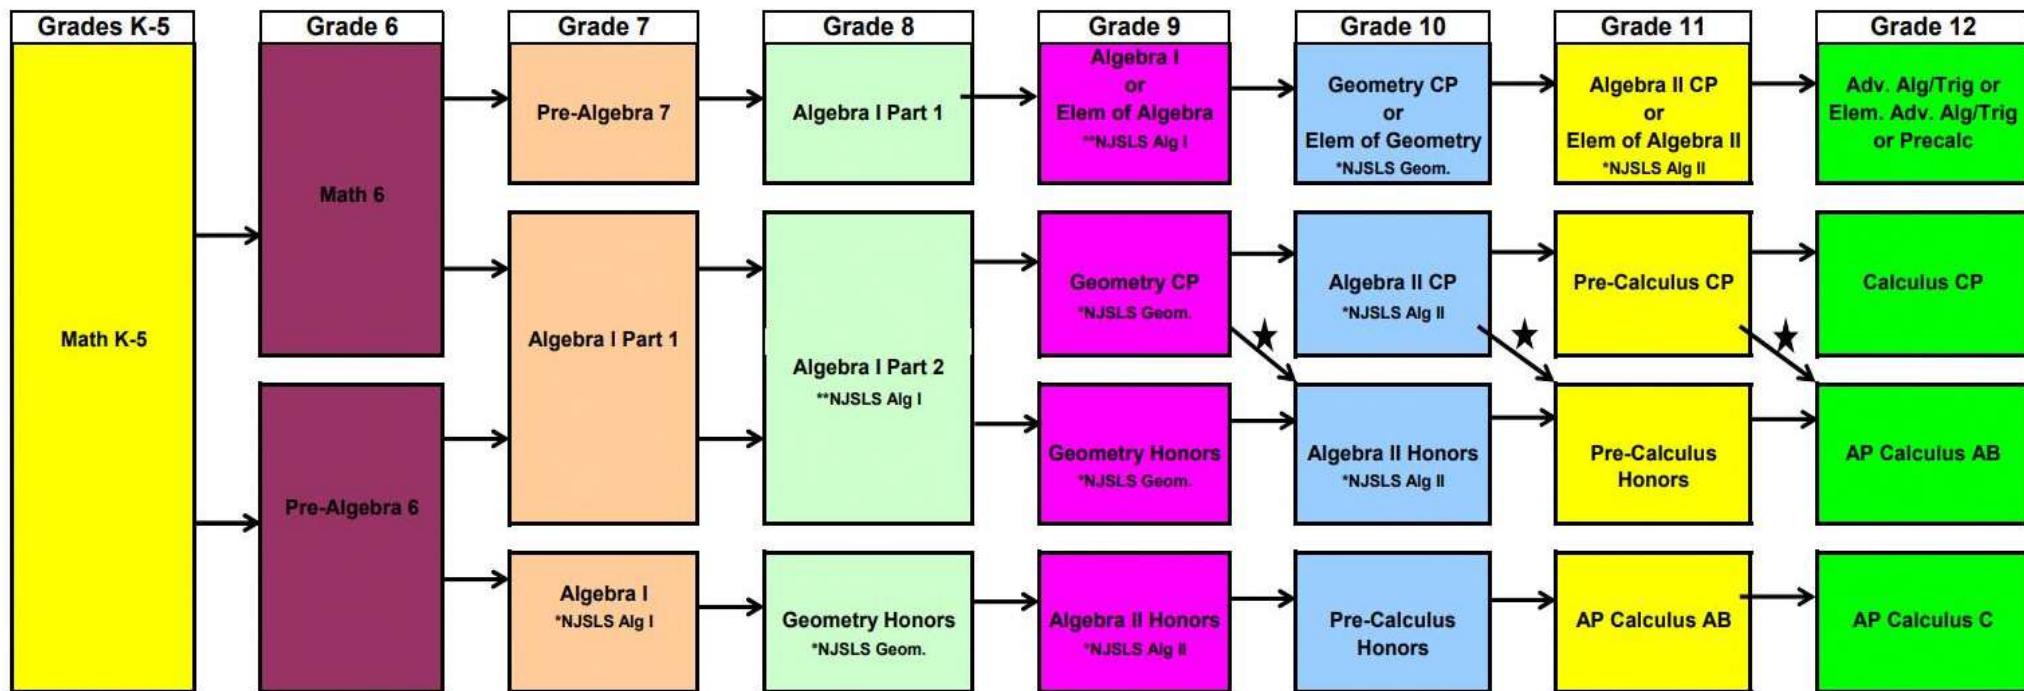 Grades K-5
Grade 6
Grade 7
Grade 8
Grade 9
Grade 10
Grade 11
Grade 12
Math K-5
Math 6
Pre-Algebra 6
Pre-Algebra 7
Algebra I Part 1
Algebra I
*NJSLS Alg I
Algebra I Part 1
Algebra I Part 2
**NJSLS Alg I
Geometry Honors
*NJSLS Geom.
Algebra I
or
Elem of Algebra
**NJSLS Alg I
Geometry CP
*NJSLS Geom.
Geometry Honors
*NJSLS Geom.
Algebra II Honors
*NJSLS Alg II
Geometry CP
or
Elem of Geometry
*NJSLS Geom.
Algebra II CP
*NJSLS Alg II
Algebra II Honors
*NJSLS Alg II
Pre-Calculus
Honors
Algebra II CP
or
Elem of Algebra II
*NJSLS Alg II
Pre-Calculus CP
Pre-Calculus
Honors
AP Calculus AB
Adv. Alg/Trig or
Elem. Adv. Alg/Trig
or Precalc
Calculus CP
AP Calculus AB
AP Calculus C